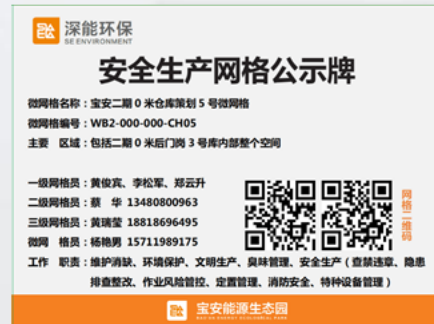 深能环保
SE ENVIRONMENT
安全生产网格公示牌
微网格名称：宝安二期0米仓库策划5号微网格
微网格编号：WB2-000-000-CH05
主要 区域：包括二期0米后门岗3号库内部整个空间
一级网格员：黄俊宾、李松军、郑云升
二级网格员：蔡 华 13480800963
三级网格员：黄瑞莹 18818696495
微网 格员：杨艳男 15711989175
网格二维码
工作 职责：维护消缺、环境保护、文明生产、臭味管理、安全生产（查禁违章、隐患
排查整改、作业风险管控、定置管理、消防安全、特种设备管理）
宝安能源生态园
BAO AN ENERGY ECOLOGICAL PARK